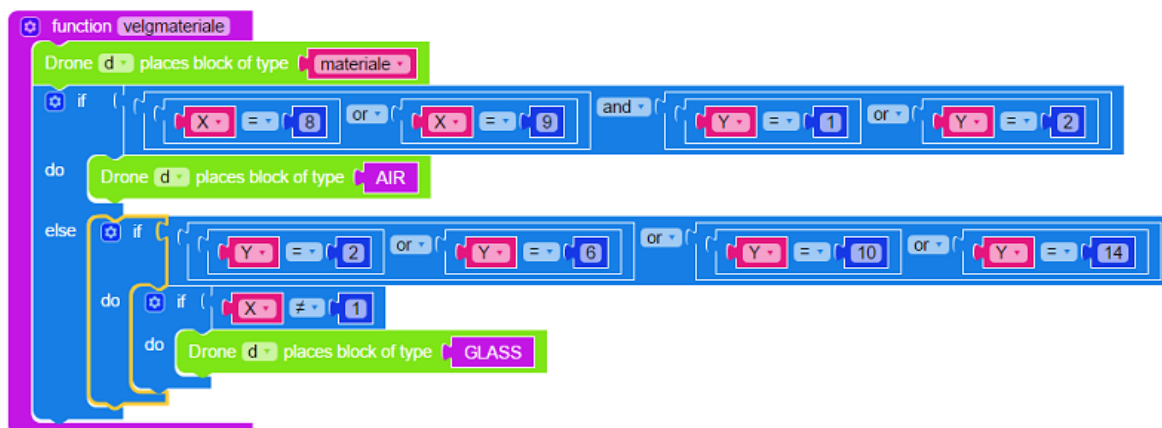 function velgmateriale
Drone d places block of type materiale
if X = 8 or X = 9 and Y = 1 or Y = 2
do Drone d places block of type AIR
else if Y = 2 or Y = 6 or Y = 10 or Y = 14
do if X ≠ 1
do Drone d places block of type GLASS